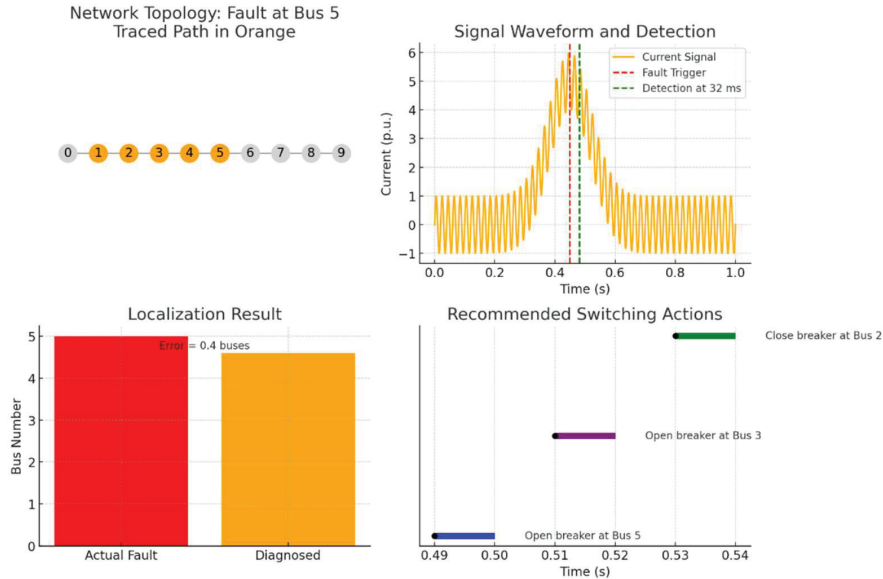 Network Topology: Fault at Bus 5
Traced Path in Orange
0 1 2 3 4 5 6 7 8 9
Signal Waveform and Detection
Current Signal
Fault Trigger
Detection at 32 ms
Current (p.u.)
6
5
4
3
2
1
0
−1
0.0 0.2 0.4 0.6 0.8 1.0
Time (s)
Localization Result
Error = 0.4 buses
Bus Number
5
4
3
2
1
0
Actual Fault Diagnosed
Recommended Switching Actions
Close breaker at Bus 2
Open breaker at Bus 3
Open breaker at Bus 5
0.49 0.50 0.51 0.52 0.53 0.54
Time (s)